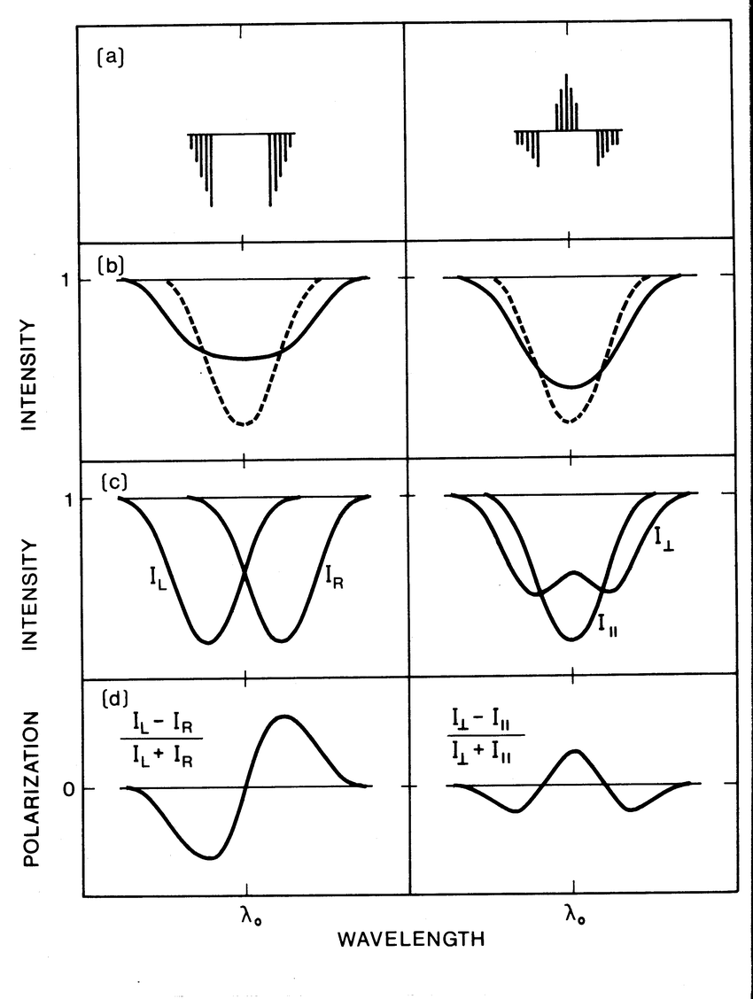 (a)
(b)
1
INTENSITY
(c)
1
I_L
I_R
I_⊥
I_∥
INTENSITY
(d)
I_L − I_R
I_L + I_R
I_⊥ − I_∥
I_⊥ + I_∥
0
POLARIZATION
λ₀
λ₀
WAVELENGTH